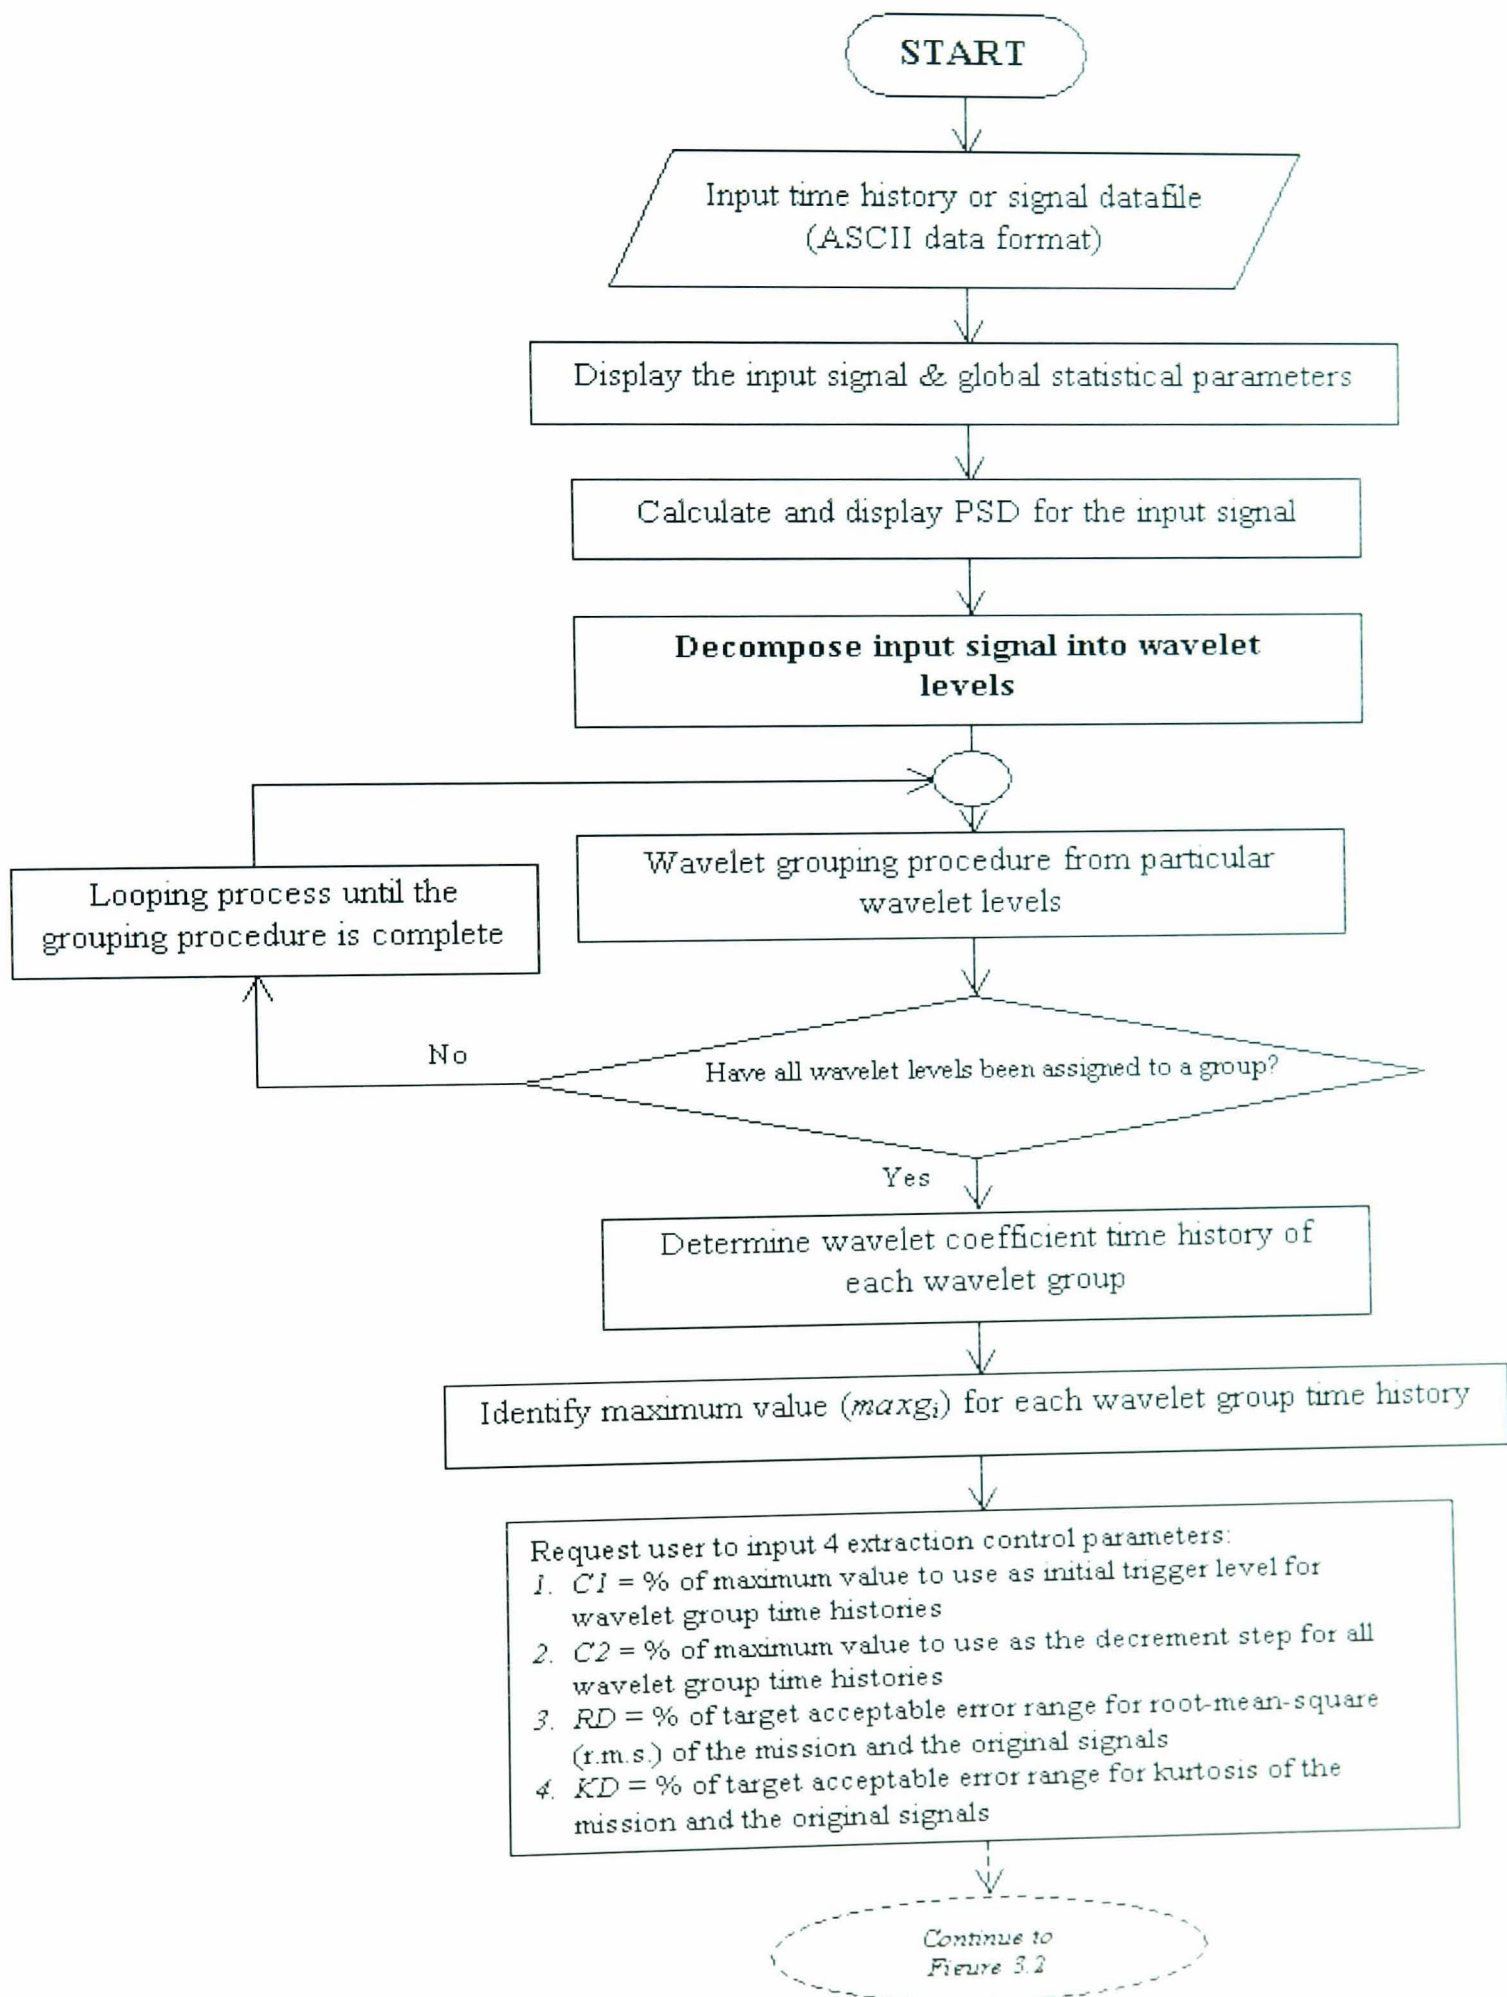 START
Input time history or signal datafile
(ASCII data format)
Display the input signal & global statistical parameters
Calculate and display PSD for the input signal
Decompose input signal into wavelet
levels
Wavelet grouping procedure from particular
wavelet levels
Looping process until the
grouping procedure is complete
No
Have all wavelet levels been assigned to a group?
Yes
Determine wavelet coefficient time history of
each wavelet group
Identify maximum value (maxgi) for each wavelet group time history
Request user to input 4 extraction control parameters:
1. C1 = % of maximum value to use as initial trigger level for
wavelet group time histories
2. C2 = % of maximum value to use as the decrement step for all
wavelet group time histories
3. RD = % of target acceptable error range for root-mean-square
(r.m.s.) of the mission and the original signals
4. KD = % of target acceptable error range for kurtosis of the
mission and the original signals
Continue to
Figure 3.2